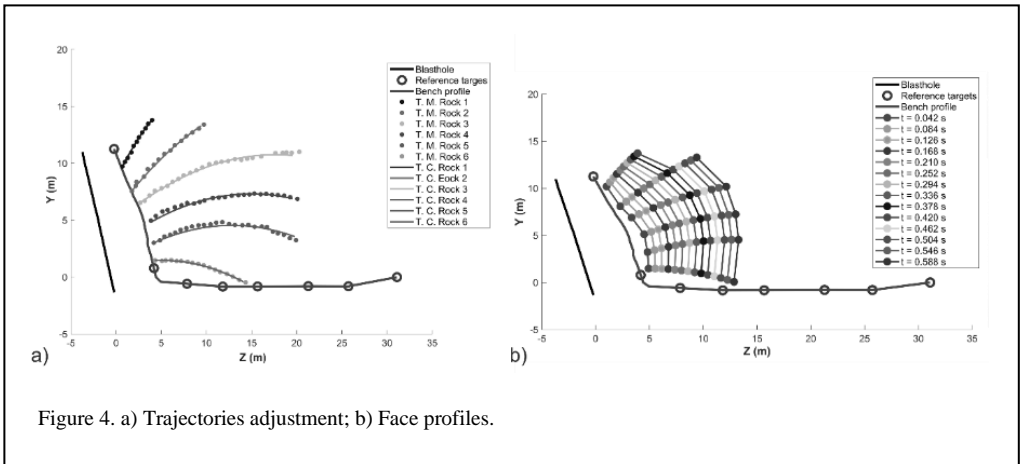 20
15
10
5
0
-5
Y (m)
-5
0
5
10
15
20
25
30
35
Z (m)
a)
Blasthole
Reference targes
Bench profile
T. M. Rock 1
T. M. Rock 2
T. M. Rock 3
T. M. Rock 4
T. M. Rock 5
T. M. Rock 6
T. C. Rock 1
T. C. Eock 2
T. C. Rock 3
T. C. Rock 4
T. C. Rock 5
T. C. Rock 6
20
15
10
5
0
-5
Y (m)
-5
0
5
10
15
20
25
30
35
Z (m)
b)
Blasthole
Reference targets
Bench profile
t = 0.042 s
t = 0.084 s
t = 0.126 s
t = 0.168 s
t = 0.210 s
t = 0.252 s
t = 0.294 s
t = 0.336 s
t = 0.378 s
t = 0.420 s
t = 0.462 s
t = 0.504 s
t = 0.546 s
t = 0.588 s
Figure 4. a) Trajectories adjustment; b) Face profiles.